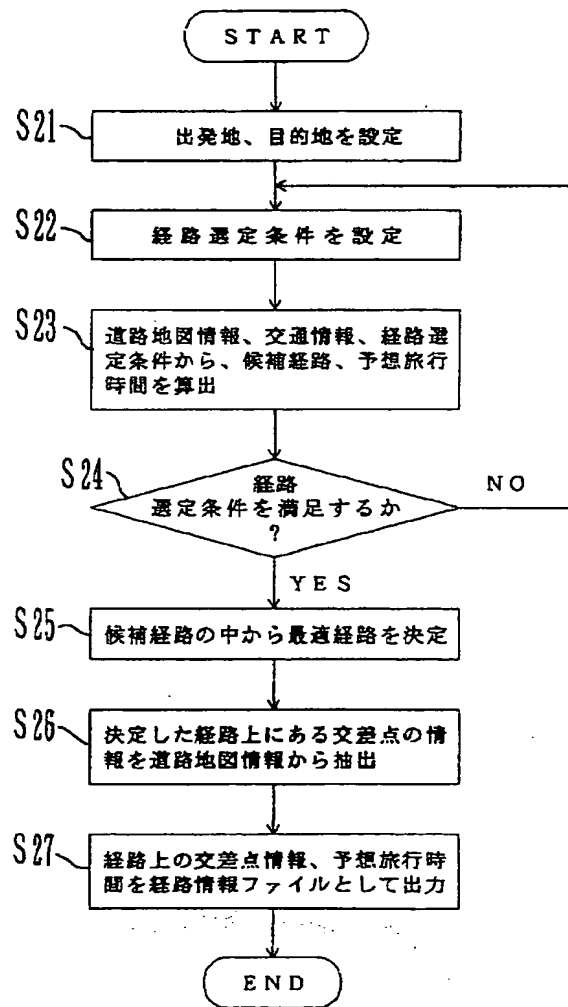 START
S21
出発地、目的地を設定
S22
経路選定条件を設定
S23
道路地図情報、交通情報、経路選
定条件から、候補経路、予想旅行
時間を算出
S24
経路
選定条件を満足するか
?
NO
YES
S25
候補経路の中から最適経路を決定
S26
決定した経路上にある交差点の情
報を道路地図情報から抽出
S27
経路上の交差点情報、予想旅行時
間を経路情報ファイルとして出力
END